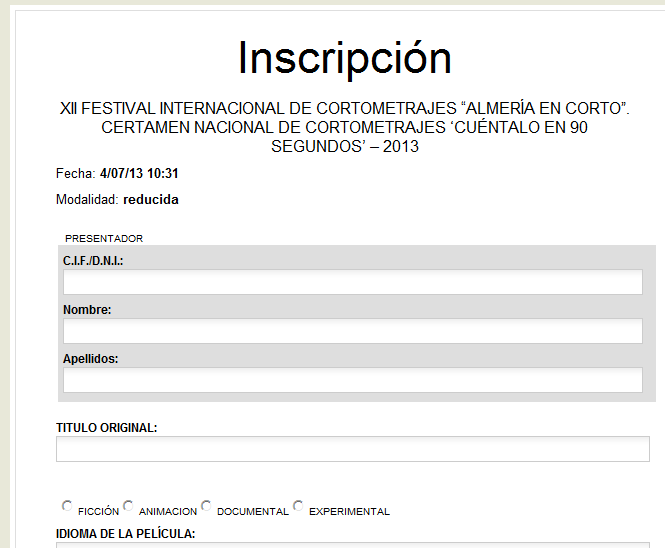 Inscripción
XII FESTIVAL INTERNACIONAL DE CORTOMETRAJES “ALMERÍA EN CORTO”.
CERTAMEN NACIONAL DE CORTOMETRAJES ‘CUÉNTALO EN 90
SEGUNDOS’ – 2013
Fecha: 4/07/13 10:31
Modalidad: reducida
PRESENTADOR
C.I.F./D.N.I.:
Nombre:
Apellidos:
TITULO ORIGINAL:
FICCIÓN ANIMACION DOCUMENTAL EXPERIMENTAL
IDIOMA DE LA PELÍCULA: